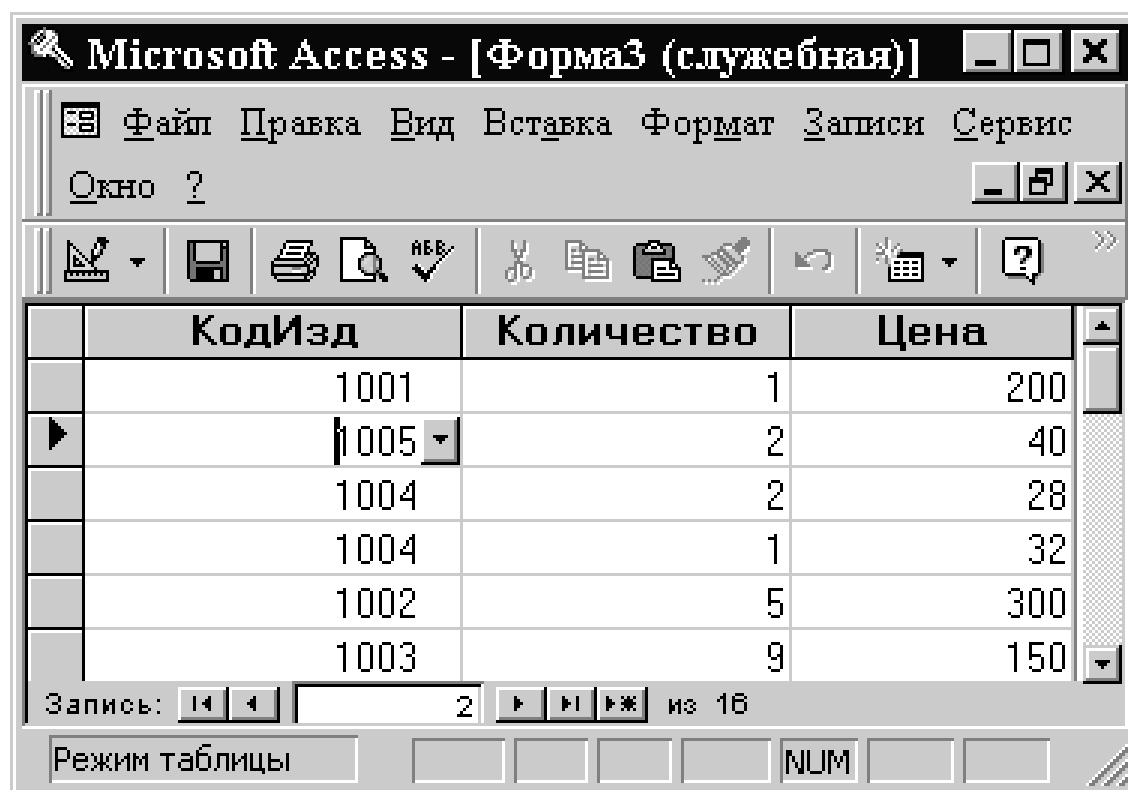 Microsoft Access - [Форма3 (служебная)]
Файл Правка Вид Вставка Формат Записи Сервис
Окно ?
АБВ
КодИзд Количество Цена
1001 1 200
1005 2 40
1004 2 28
1004 1 32
1002 5 300
1003 9 150
Запись: 2 из 16
Режим таблицы NUM